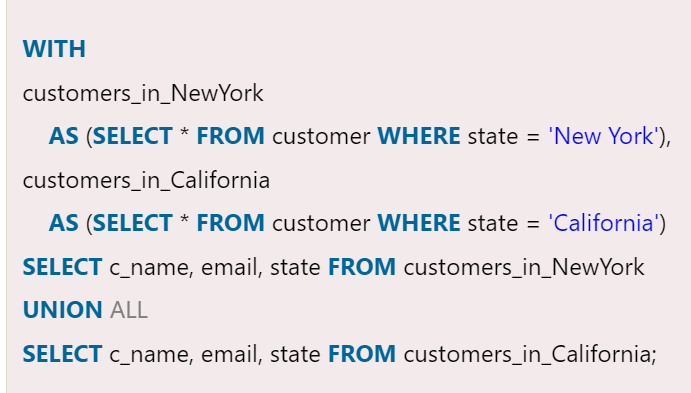 WITH
customers_in_NewYork
AS (SELECT * FROM customer WHERE state = 'New York'),
customers_in_California
AS (SELECT * FROM customer WHERE state = 'California')
SELECT c_name, email, state FROM customers_in_NewYork
UNION ALL
SELECT c_name, email, state FROM customers_in_California;